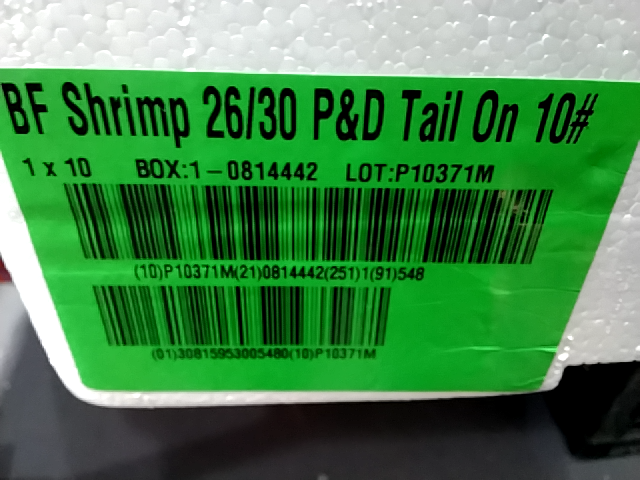 BF Shrimp 26/30 P&D Tail On 10#
1 x 10 BOX:1-0814442 LOT:P10371M
(10)P10371M(21)0814442(251)1(91)548
(01)30815953005480(10)P10371M